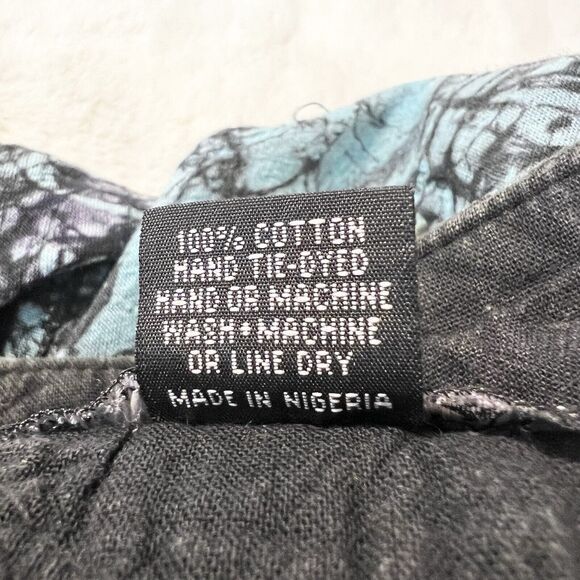 100% COTTON
HAND TIE-DYED
HAND OR MACHINE
WASH • MACHINE
OR LINE DRY
MADE IN NIGERIA